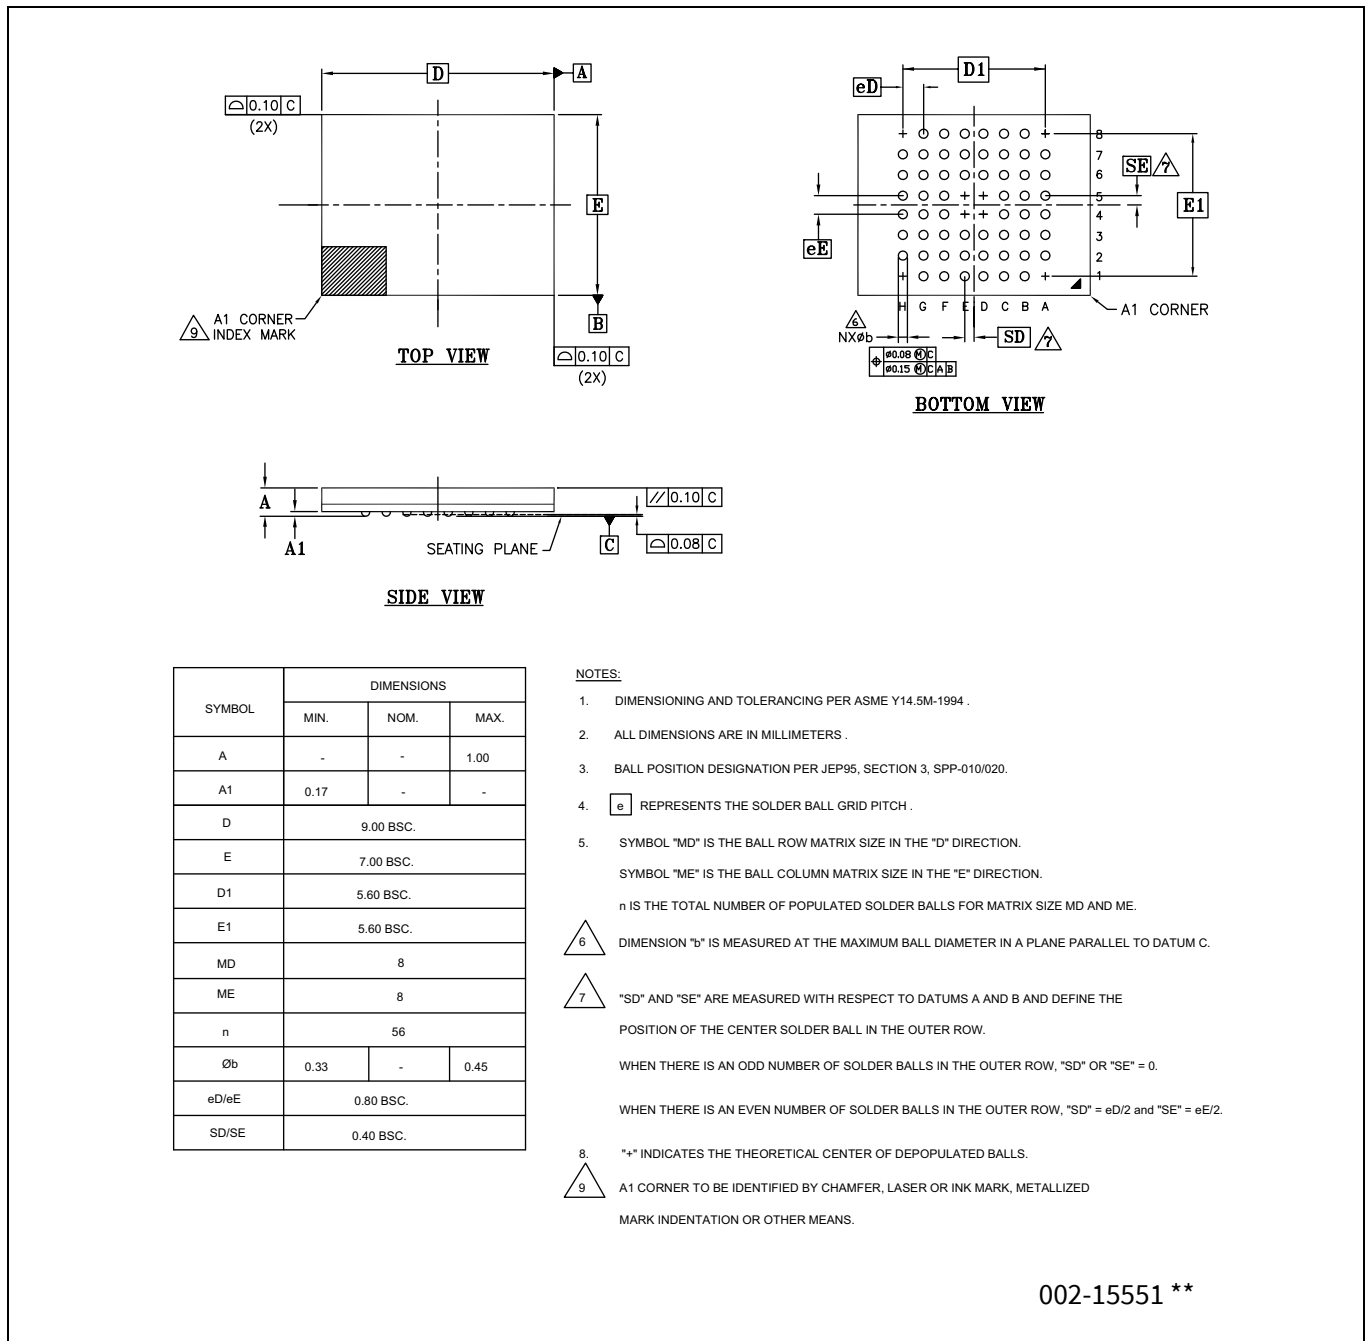 D
A
⌓ 0.10 C
(2X)
E
B
9
A1 CORNER
INDEX MARK
TOP VIEW
⌓ 0.10 C
(2X)
D1
eD
8
7
6
5
4
3
2
1
SE 7
E1
eE
H G F E D C B A
A1 CORNER
6
NXøb
SD 7
⌖ ø0.08 Ⓜ C
ø0.15 Ⓜ C A B
BOTTOM VIEW
A
A1
// 0.10 C
SEATING PLANE
C
⌓ 0.08 C
SIDE VIEW
SYMBOL
DIMENSIONS
MIN. NOM. MAX.
A - - 1.00
A1 0.17 - -
D 9.00 BSC.
E 7.00 BSC.
D1 5.60 BSC.
E1 5.60 BSC.
MD 8
ME 8
n 56
Øb 0.33 - 0.45
eD/eE 0.80 BSC.
SD/SE 0.40 BSC.
NOTES:
1. DIMENSIONING AND TOLERANCING PER ASME Y14.5M-1994 .
2. ALL DIMENSIONS ARE IN MILLIMETERS .
3. BALL POSITION DESIGNATION PER JEP95, SECTION 3, SPP-010/020.
4. e REPRESENTS THE SOLDER BALL GRID PITCH .
5. SYMBOL "MD" IS THE BALL ROW MATRIX SIZE IN THE "D" DIRECTION.
SYMBOL "ME" IS THE BALL COLUMN MATRIX SIZE IN THE "E" DIRECTION.
n IS THE TOTAL NUMBER OF POPULATED SOLDER BALLS FOR MATRIX SIZE MD AND ME.
6 DIMENSION "b" IS MEASURED AT THE MAXIMUM BALL DIAMETER IN A PLANE PARALLEL TO DATUM C.
7 "SD" AND "SE" ARE MEASURED WITH RESPECT TO DATUMS A AND B AND DEFINE THE
POSITION OF THE CENTER SOLDER BALL IN THE OUTER ROW.
WHEN THERE IS AN ODD NUMBER OF SOLDER BALLS IN THE OUTER ROW, "SD" OR "SE" = 0.
WHEN THERE IS AN EVEN NUMBER OF SOLDER BALLS IN THE OUTER ROW, "SD" = eD/2 and "SE" = eE/2.
8. "+" INDICATES THE THEORETICAL CENTER OF DEPOPULATED BALLS.
9 A1 CORNER TO BE IDENTIFIED BY CHAMFER, LASER OR INK MARK, METALLIZED
MARK INDENTATION OR OTHER MEANS.
002-15551 **